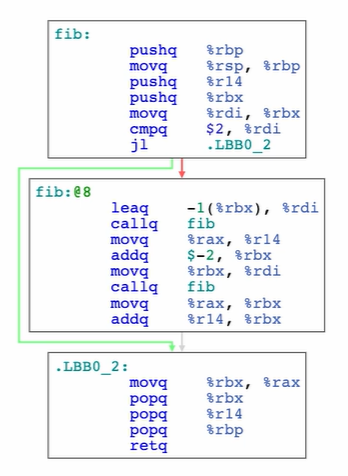 fib:
pushq %rbp
movq %rsp, %rbp
pushq %r14
pushq %rbx
movq %rdi, %rbx
cmpq $2, %rdi
jl .LBB0_2
fib:@8
leaq -1(%rbx), %rdi
callq fib
movq %rax, %r14
addq $-2, %rbx
movq %rbx, %rdi
callq fib
movq %rax, %rbx
addq %r14, %rbx
.LBB0_2:
movq %rbx, %rax
popq %rbx
popq %r14
popq %rbp
retq